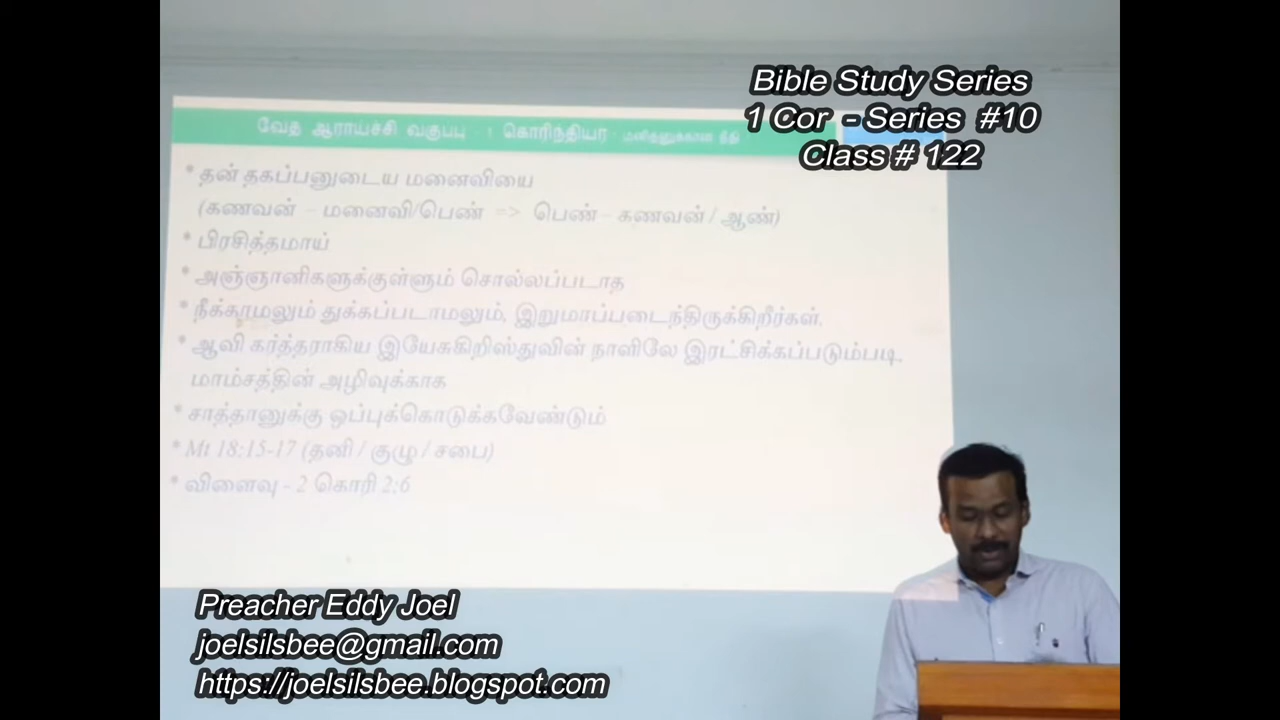 Bible Study Series
1 Cor - Series #10
Class # 122
வேத ஆராய்ச்சி வகுப்பு 1 கொரிந்தியர் மனிதனுக்கான நீதி
* தன் தகப்பனுடைய மனைவியை
(கணவன் – மனைவி/பெண் => பெண் – கணவன் / ஆண்)
* பிரசித்தமாய்
* அஞ்ஞானிகளுக்குள்ளும் சொல்லப்படாத
* நீக்காமலும் துக்கப்படாமலும், இறுமாப்படைந்திருக்கிறீர்கள்.
* ஆவி கர்த்தராகிய இயேசுகிறிஸ்துவின் நாளிலே இரட்சிக்கப்படும்படி,
மாம்சத்தின் அழிவுக்காக
* சாத்தானுக்கு ஒப்புக்கொடுக்கவேண்டும்
* Mt 18:15-17 (தனி / குழு / சபை)
* விளைவு - 2 கொரி 2:6
Preacher Eddy Joel
joelsilsbee@gmail.com
https://joelsilsbee.blogspot.com